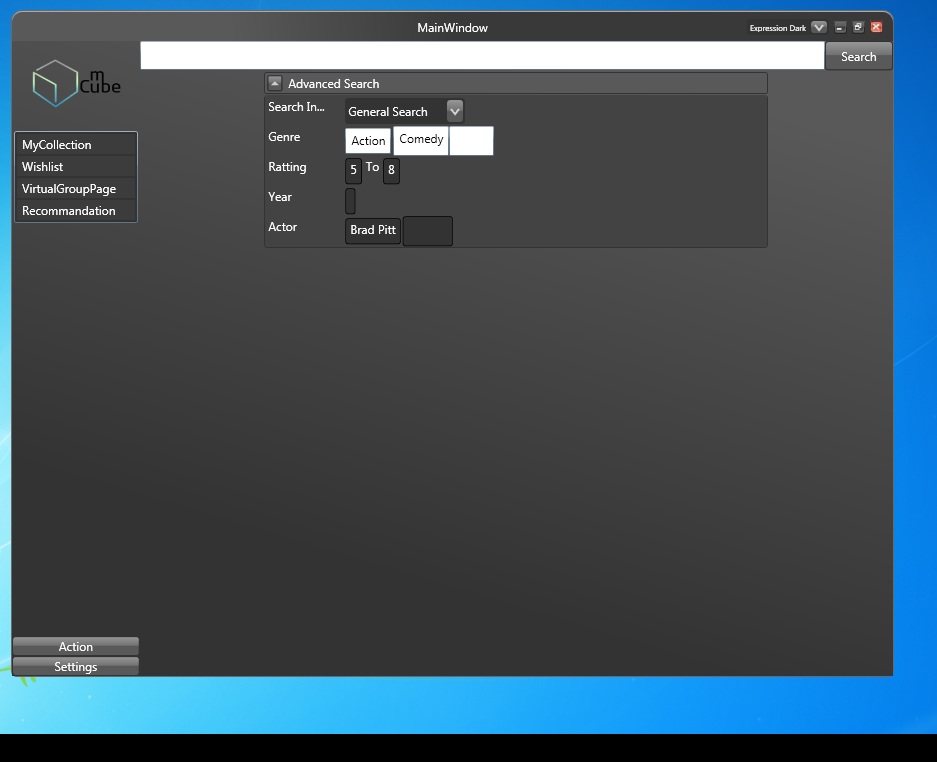 MainWindow
Expression Dark
m
cube
Search
Advanced Search
Search In... General Search
Genre Action Comedy
Ratting 5 To 8
Year
Actor Brad Pitt
MyCollection
Wishlist
VirtualGroupPage
Recommandation
Action
Settings